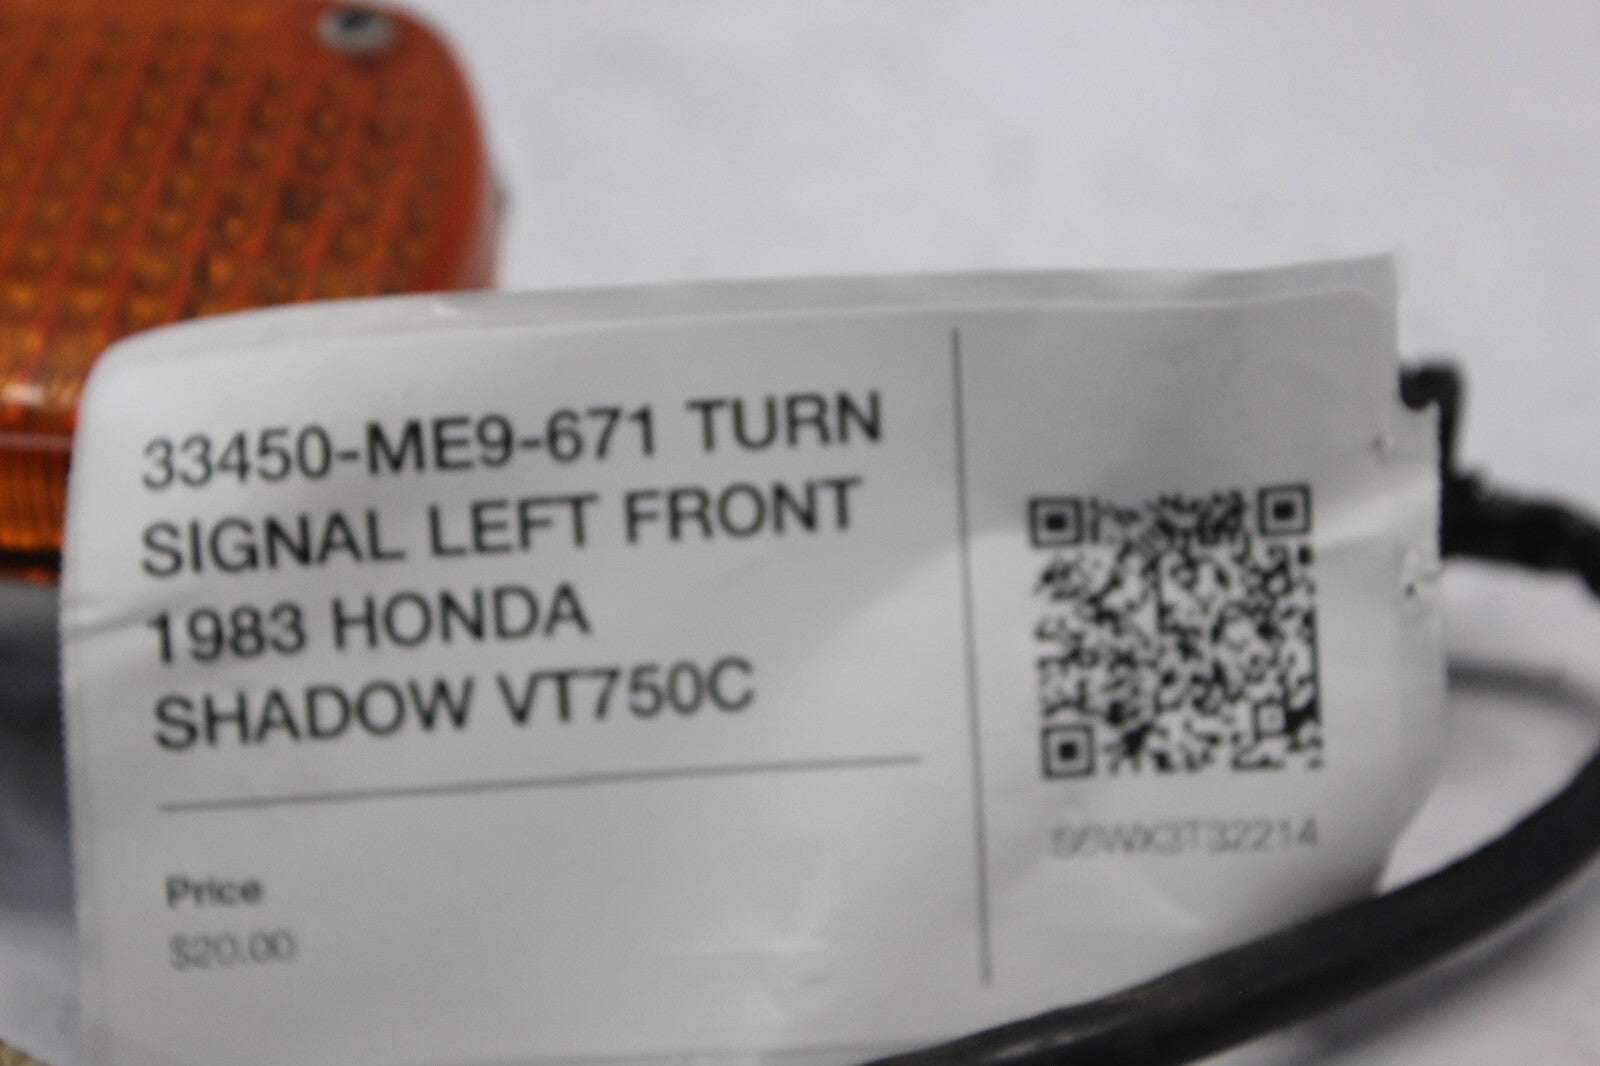 33450-ME9-671 TURN
SIGNAL LEFT FRONT
1983 HONDA
SHADOW VT750C
Price
$20.00